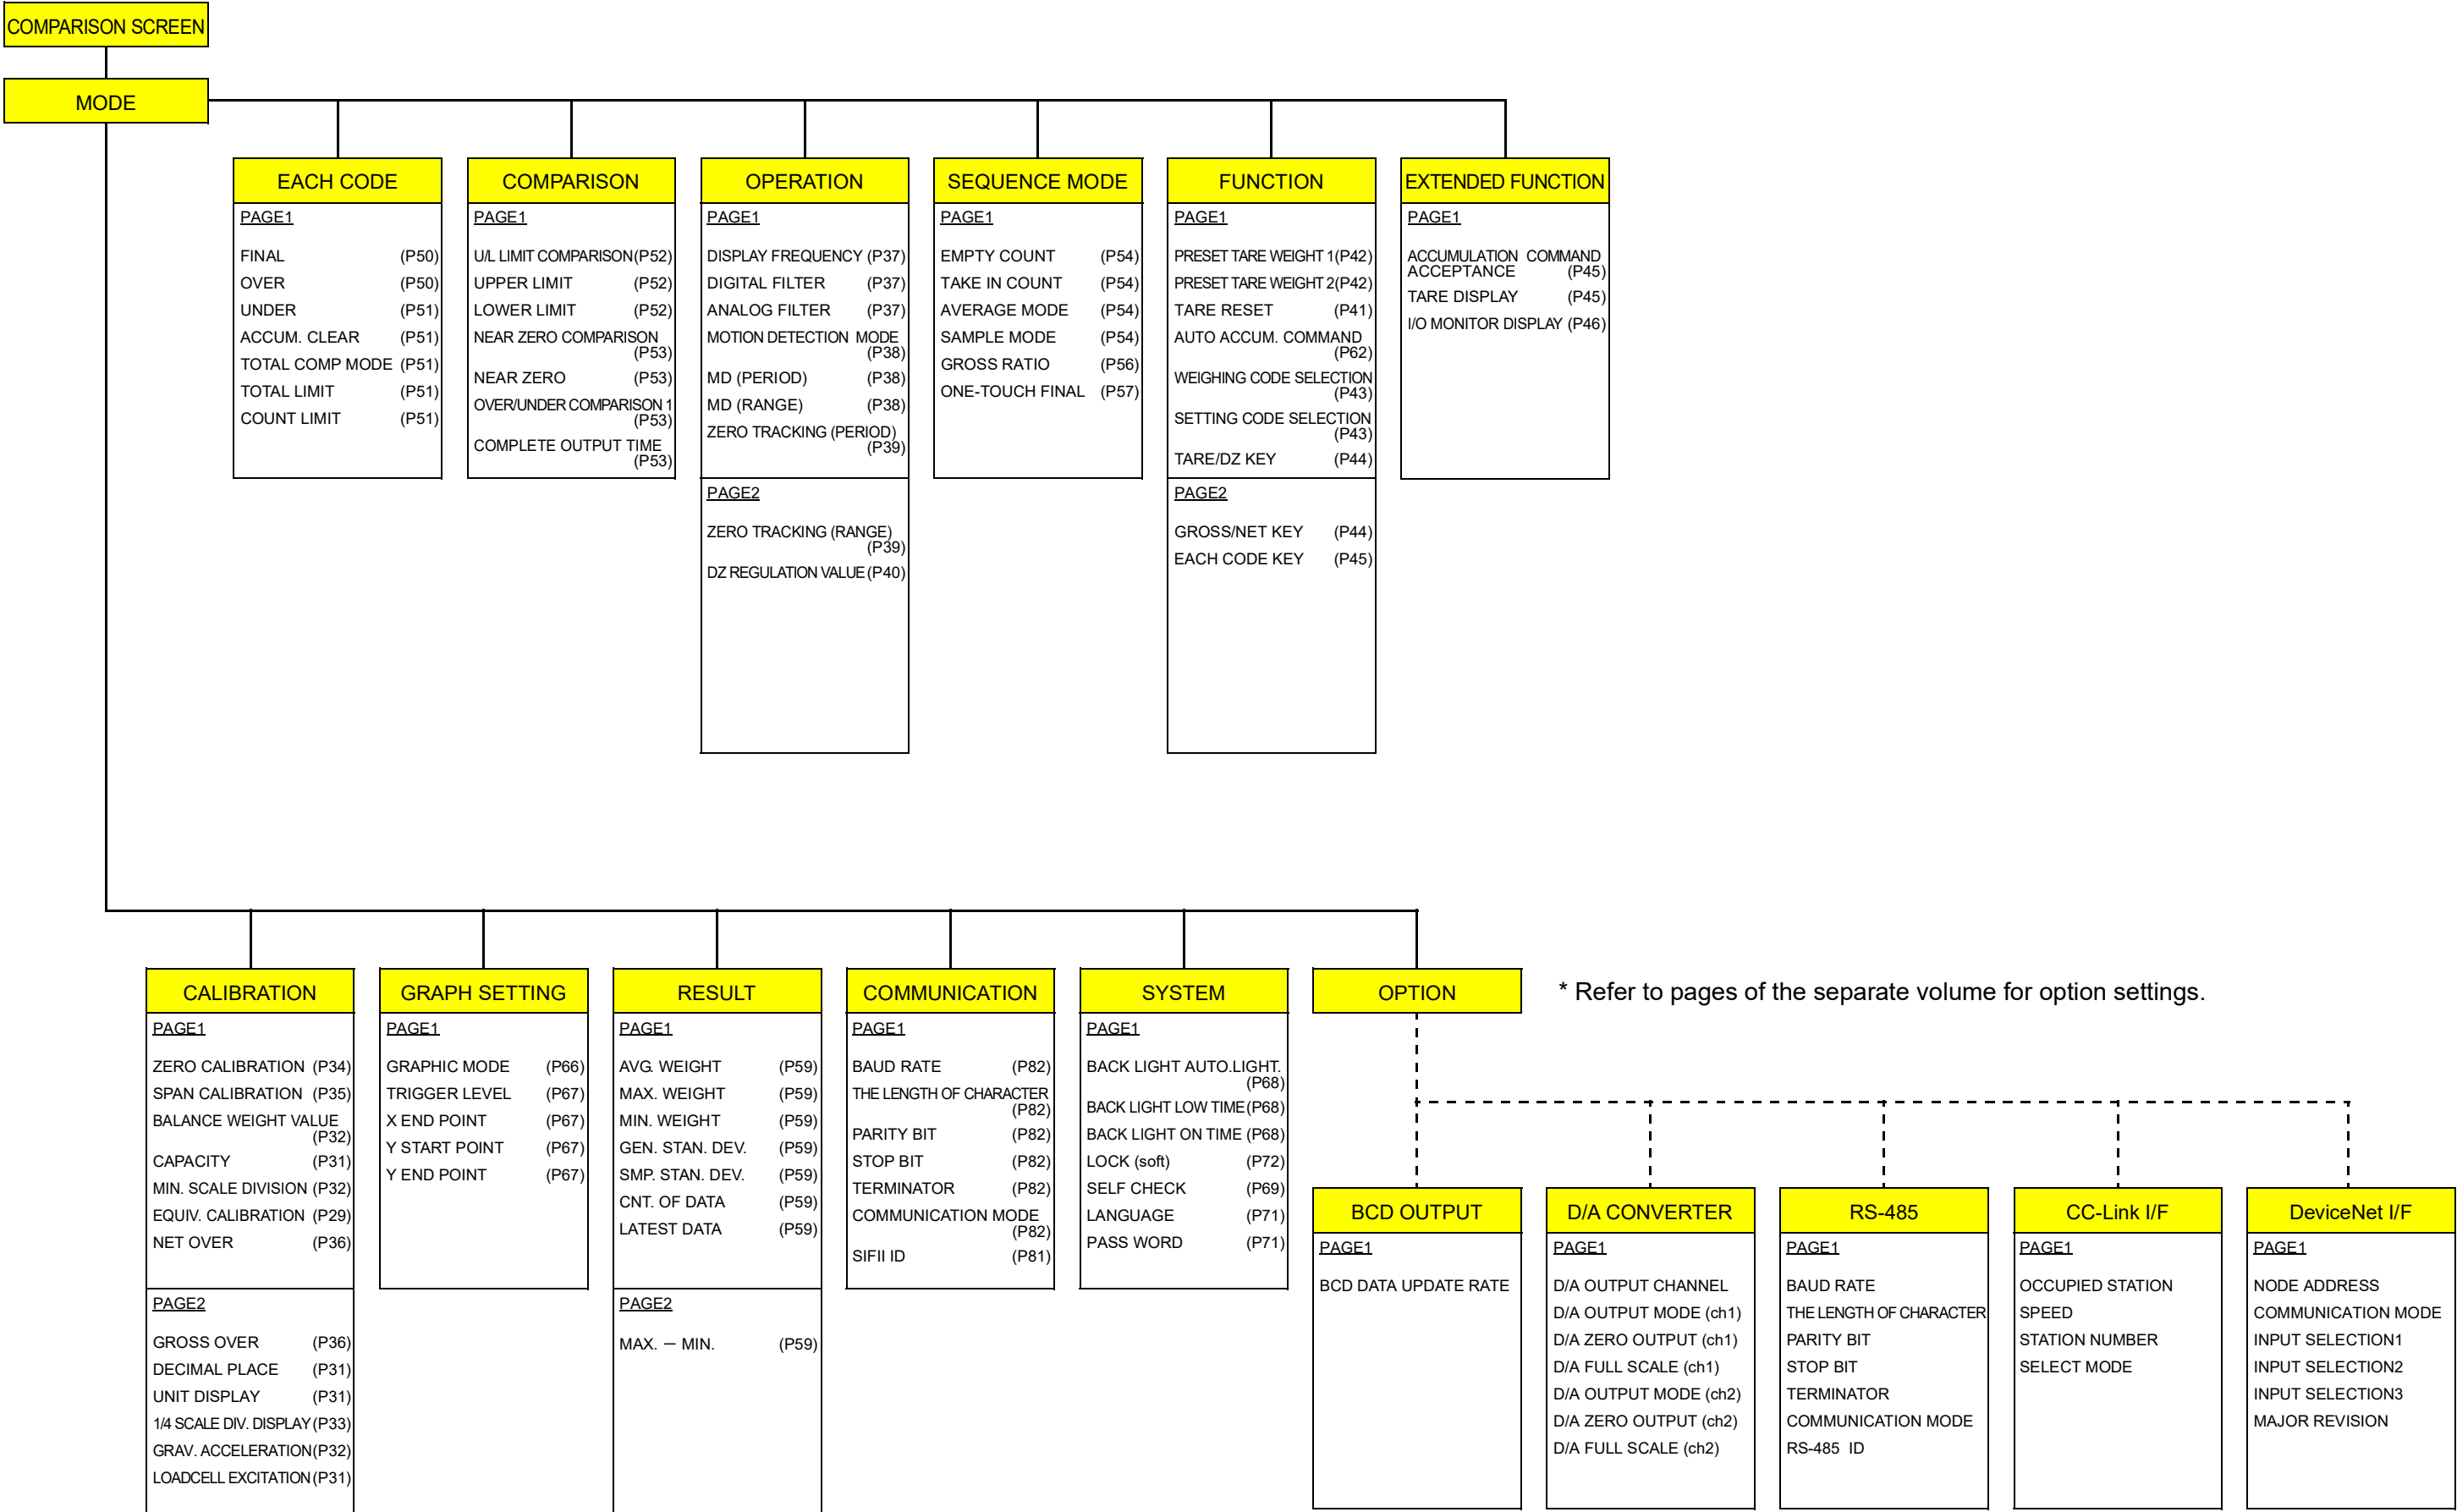 COMPARISON SCREEN
MODE
EACH CODE
PAGE1
FINAL (P50)
OVER (P50)
UNDER (P51)
ACCUM. CLEAR (P51)
TOTAL COMP MODE (P51)
TOTAL LIMIT (P51)
COUNT LIMIT (P51)
COMPARISON
PAGE1
U/L LIMIT COMPARISON(P52)
UPPER LIMIT (P52)
LOWER LIMIT (P52)
NEAR ZERO COMPARISON
(P53)
NEAR ZERO (P53)
OVER/UNDER COMPARISON 1
(P53)
COMPLETE OUTPUT TIME
(P53)
OPERATION
PAGE1
DISPLAY FREQUENCY (P37)
DIGITAL FILTER (P37)
ANALOG FILTER (P37)
MOTION DETECTION MODE
(P38)
MD (PERIOD) (P38)
MD (RANGE) (P38)
ZERO TRACKING (PERIOD)
(P39)
PAGE2
ZERO TRACKING (RANGE)
(P39)
DZ REGULATION VALUE (P40)
SEQUENCE MODE
PAGE1
EMPTY COUNT (P54)
TAKE IN COUNT (P54)
AVERAGE MODE (P54)
SAMPLE MODE (P54)
GROSS RATIO (P56)
ONE-TOUCH FINAL (P57)
FUNCTION
PAGE1
PRESET TARE WEIGHT 1(P42)
PRESET TARE WEIGHT 2(P42)
TARE RESET (P41)
AUTO ACCUM. COMMAND
(P62)
WEIGHING CODE SELECTION
(P43)
SETTING CODE SELECTION
(P43)
TARE/DZ KEY (P44)
PAGE2
GROSS/NET KEY (P44)
EACH CODE KEY (P45)
EXTENDED FUNCTION
PAGE1
ACCUMULATION COMMAND
ACCEPTANCE (P45)
TARE DISPLAY (P45)
I/O MONITOR DISPLAY (P46)
CALIBRATION
PAGE1
ZERO CALIBRATION (P34)
SPAN CALIBRATION (P35)
BALANCE WEIGHT VALUE
(P32)
CAPACITY (P31)
MIN. SCALE DIVISION (P32)
EQUIV. CALIBRATION (P29)
NET OVER (P36)
PAGE2
GROSS OVER (P36)
DECIMAL PLACE (P31)
UNIT DISPLAY (P31)
1/4 SCALE DIV. DISPLAY(P33)
GRAV. ACCELERATION(P32)
LOADCELL EXCITATION(P31)
GRAPH SETTING
PAGE1
GRAPHIC MODE (P66)
TRIGGER LEVEL (P67)
X END POINT (P67)
Y START POINT (P67)
Y END POINT (P67)
RESULT
PAGE1
AVG. WEIGHT (P59)
MAX. WEIGHT (P59)
MIN. WEIGHT (P59)
GEN. STAN. DEV. (P59)
SMP. STAN. DEV. (P59)
CNT. OF DATA (P59)
LATEST DATA (P59)
PAGE2
MAX. － MIN. (P59)
COMMUNICATION
PAGE1
BAUD RATE (P82)
THE LENGTH OF CHARACTER
(P82)
PARITY BIT (P82)
STOP BIT (P82)
TERMINATOR (P82)
COMMUNICATION MODE
(P82)
SIFII ID (P81)
SYSTEM
PAGE1
BACK LIGHT AUTO.LIGHT.
(P68)
BACK LIGHT LOW TIME(P68)
BACK LIGHT ON TIME (P68)
LOCK (soft) (P72)
SELF CHECK (P69)
LANGUAGE (P71)
PASS WORD (P71)
OPTION
* Refer to pages of the separate volume for option settings.
BCD OUTPUT
PAGE1
BCD DATA UPDATE RATE
D/A CONVERTER
PAGE1
D/A OUTPUT CHANNEL
D/A OUTPUT MODE (ch1)
D/A ZERO OUTPUT (ch1)
D/A FULL SCALE (ch1)
D/A OUTPUT MODE (ch2)
D/A ZERO OUTPUT (ch2)
D/A FULL SCALE (ch2)
RS-485
PAGE1
BAUD RATE
THE LENGTH OF CHARACTER
PARITY BIT
STOP BIT
TERMINATOR
COMMUNICATION MODE
RS-485 ID
CC-Link I/F
PAGE1
OCCUPIED STATION
SPEED
STATION NUMBER
SELECT MODE
DeviceNet I/F
PAGE1
NODE ADDRESS
COMMUNICATION MODE
INPUT SELECTION1
INPUT SELECTION2
INPUT SELECTION3
MAJOR REVISION